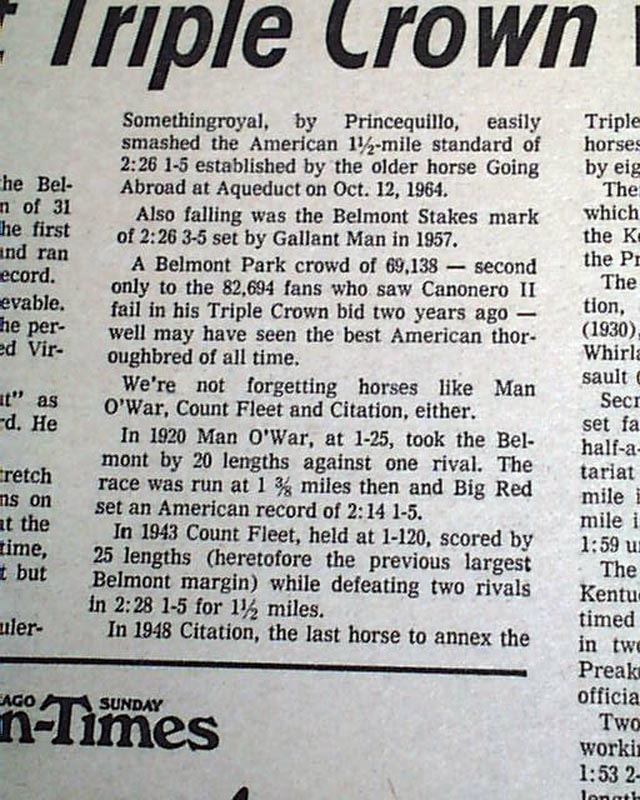 Triple Crown
the Bel-
n of 31
he first
and ran
ecord.
evable.
he per-
ed Vir-
ut" as
rd. He
tretch
ns on
at the
time,
t but
uler-
Somethingroyal, by Princequillo, easily
smashed the American 1½-mile standard of
2:26 1-5 established by the older horse Going
Abroad at Aqueduct on Oct. 12, 1964.
Also falling was the Belmont Stakes mark
of 2:26 3-5 set by Gallant Man in 1957.
A Belmont Park crowd of 69,138 — second
only to the 82,694 fans who saw Canonero II
fail in his Triple Crown bid two years ago —
well may have seen the best American thor-
oughbred of all time.
We're not forgetting horses like Man
O'War, Count Fleet and Citation, either.
In 1920 Man O'War, at 1-25, took the Bel-
mont by 20 lengths against one rival. The
race was run at 1 ⅜ miles then and Big Red
set an American record of 2:14 1-5.
In 1943 Count Fleet, held at 1-120, scored by
25 lengths (heretofore the previous largest
Belmont margin) while defeating two rivals
in 2:28 1-5 for 1½ miles.
In 1948 Citation, the last horse to annex the
Triple
horses
by eig
The
which
the Ke
the Pr
The
tion,
(1930),
Whirla
sault (
Secr
set fa
half-a-
tariat
mile
mile i
1:59 u
The
Kentu
timed
in two
Preak
officia
Two
workin
1:53 2-
length
AGO SUNDAY
n-Times